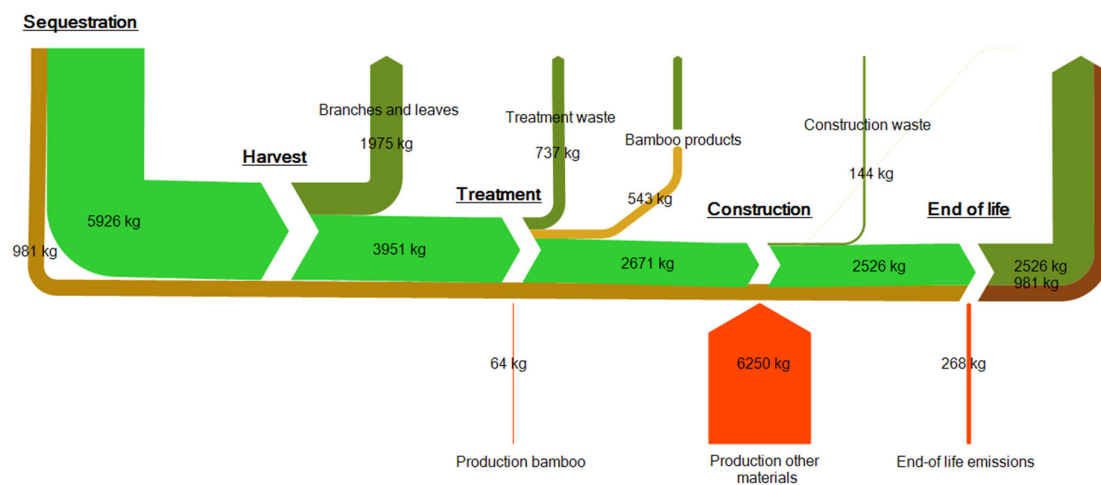 Sequestration
Branches and leaves
1975 kg
Treatment waste
737 kg
Bamboo products
543 kg
Construction waste
144 kg
Harvest
Treatment
Construction
End of life
5926 kg
981 kg
3951 kg
2671 kg
2526 kg
2526 kg
981 kg
64 kg
6250 kg
268 kg
Production bamboo
Production other
materials
End-of life emissions